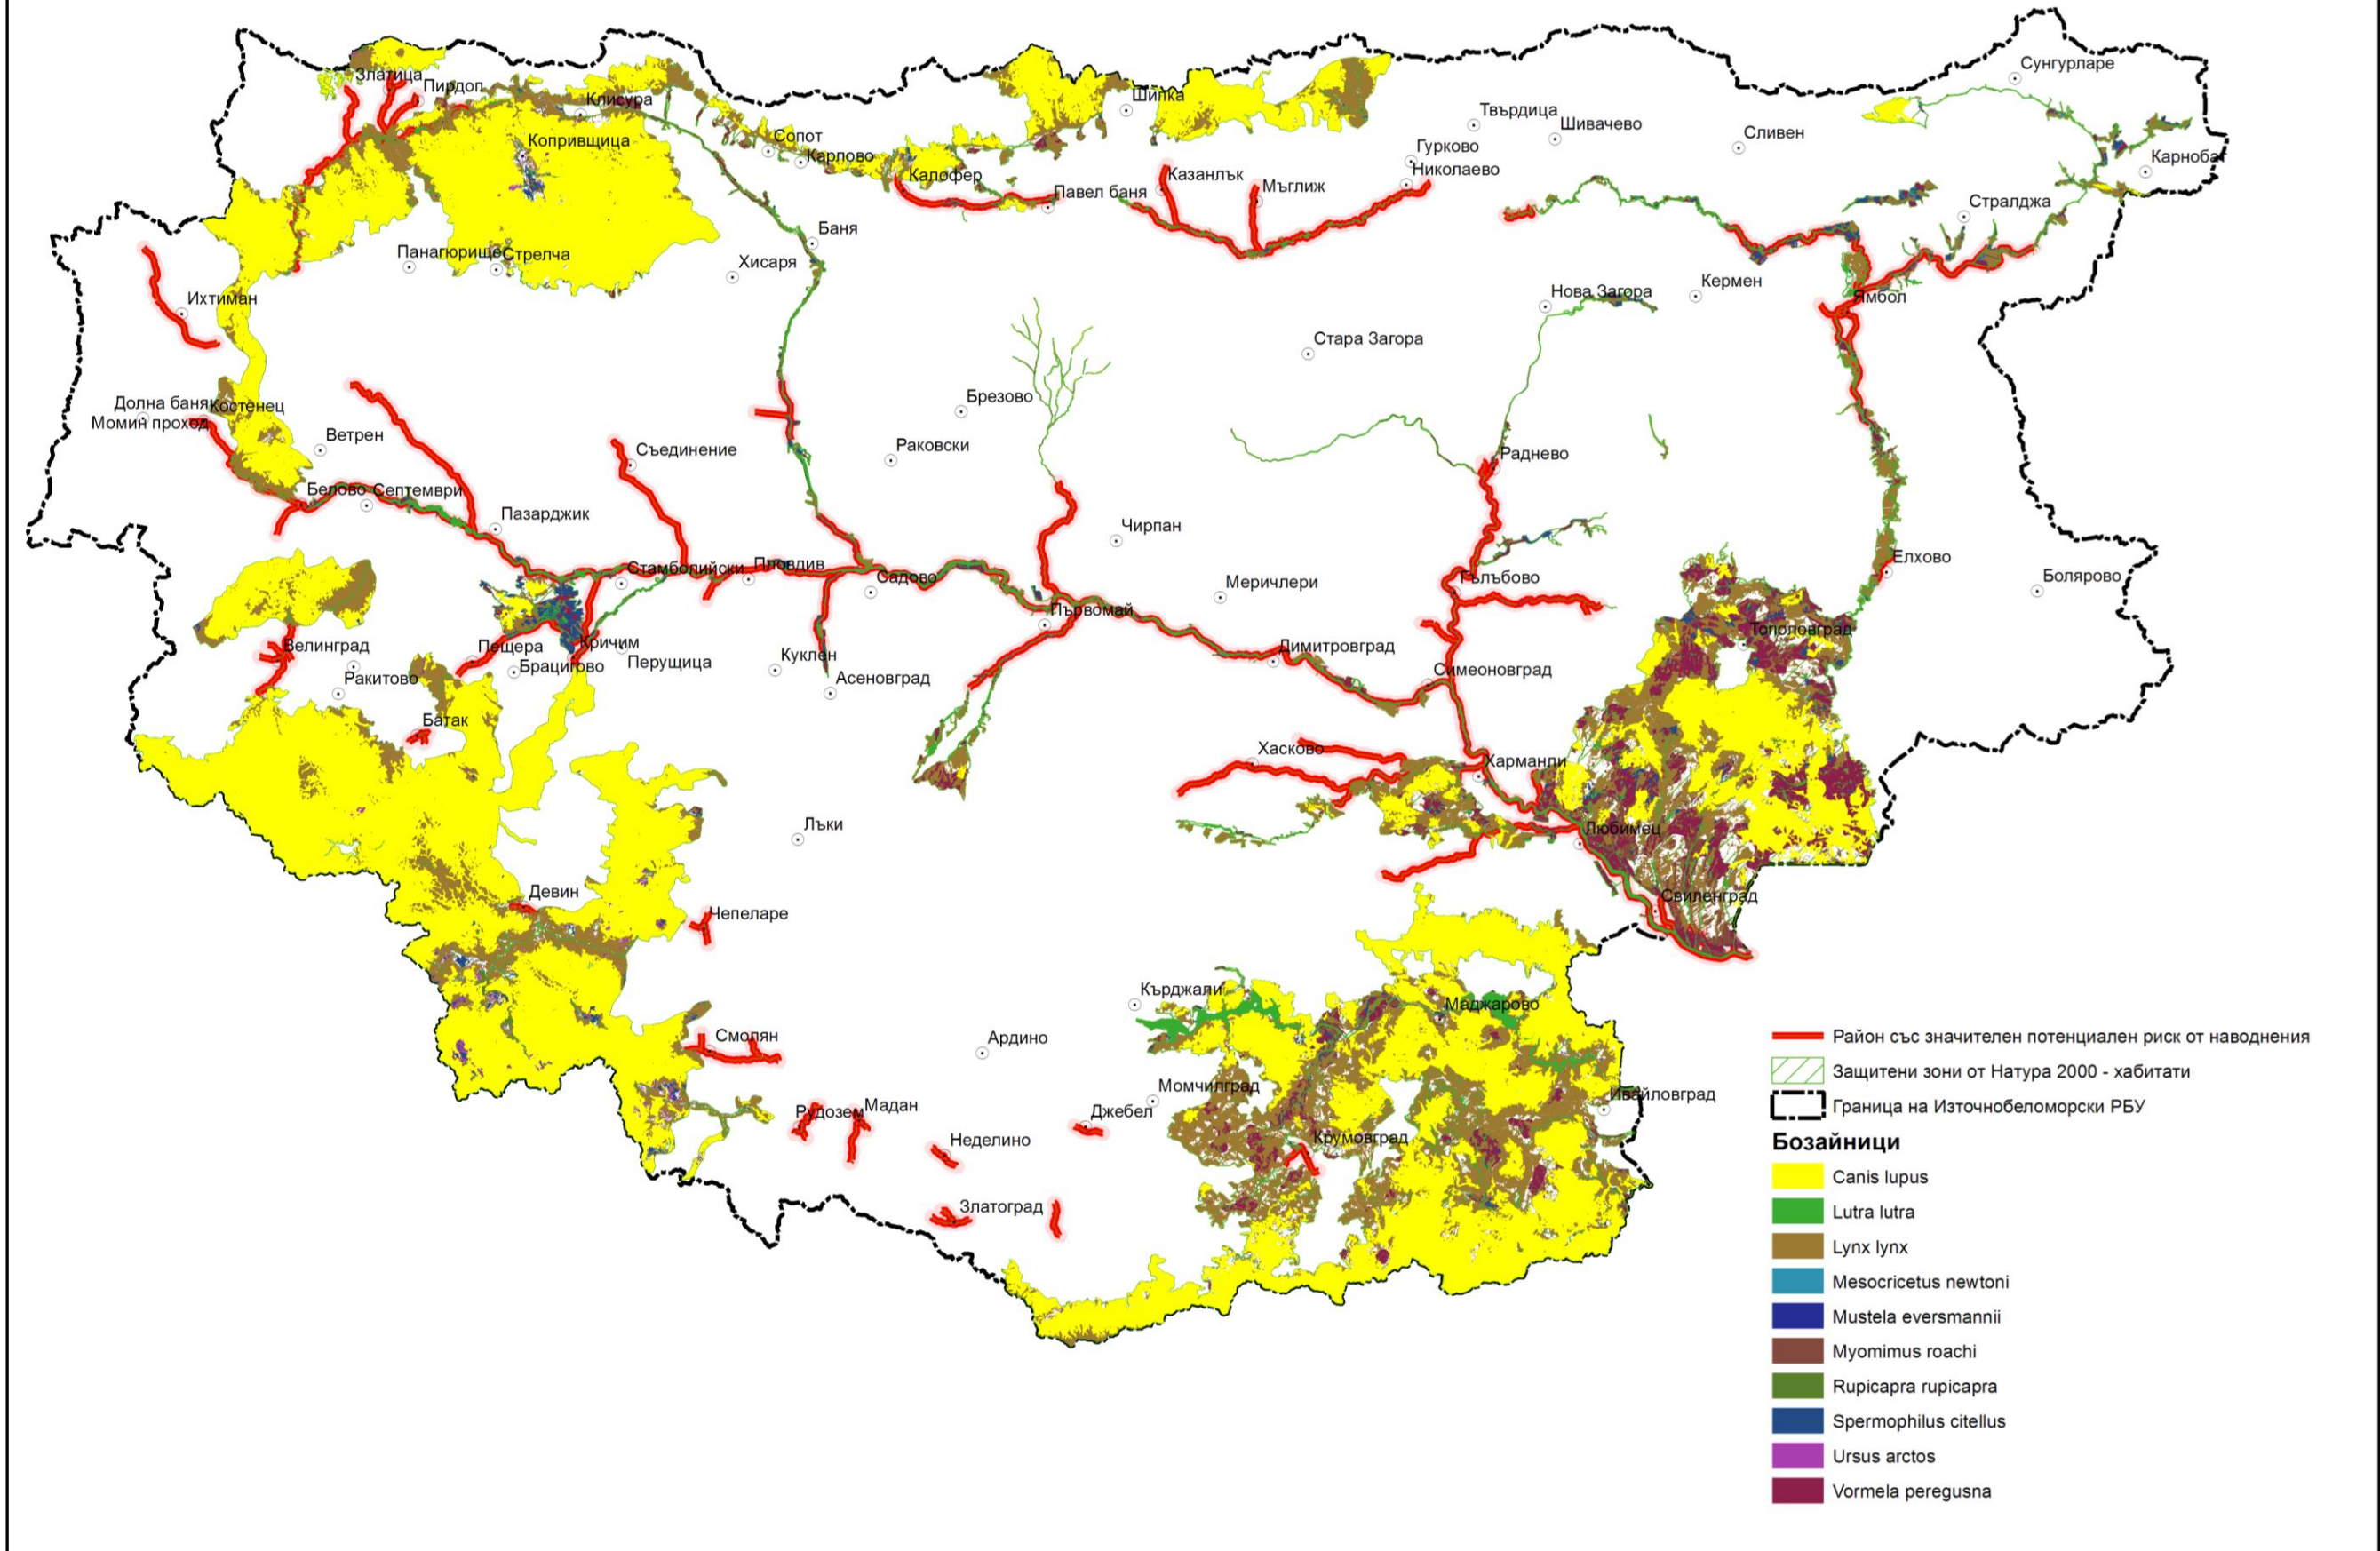 Сунгурларе
Златица
Пирдоп
Клисура
Шипка
Твърдица
Шивачево
Сливен
Копривщица
Сопот
Карлово
Гурково
Николаево
Карнобат
Калофер
Павел баня
Казанлък
Мъглиж
Стралджа
Баня
Панагюрище
Стрелча
Хисаря
Кермен
Нова Загора
Ямбол
Ихтиман
Стара Загора
Брезово
Долна баня
Костенец
Момин проход
Ветрен
Раковски
Съединение
Раднево
Белово
Септември
Пазарджик
Чирпан
Елхово
Стамболийски
Пловдив
Садово
Меричлери
Гълъбово
Болярово
Първомай
Тополовград
Велинград
Пещера
Кричим
Брацигово
Перущица
Куклен
Димитровград
Ракитово
Асеновград
Симеоновград
Батак
Хасково
Харманли
Лъки
Любимец
Девин
Свиленград
Чепеларе
Кърджали
Маджарово
Смолян
Ардино
Момчилград
Ивайловград
Рудозем
Мадан
Джебел
Неделино
Крумовград
Златоград
Район със значителен потенциален риск от наводнения
Защитени зони от Натура 2000 - хабитати
Граница на Източнобеломорски РБУ
Бозайници
Canis lupus
Lutra lutra
Lynx lynx
Mesocricetus newtoni
Mustela eversmannii
Myomimus roachi
Rupicapra rupicapra
Spermophilus citellus
Ursus arctos
Vormela peregusna